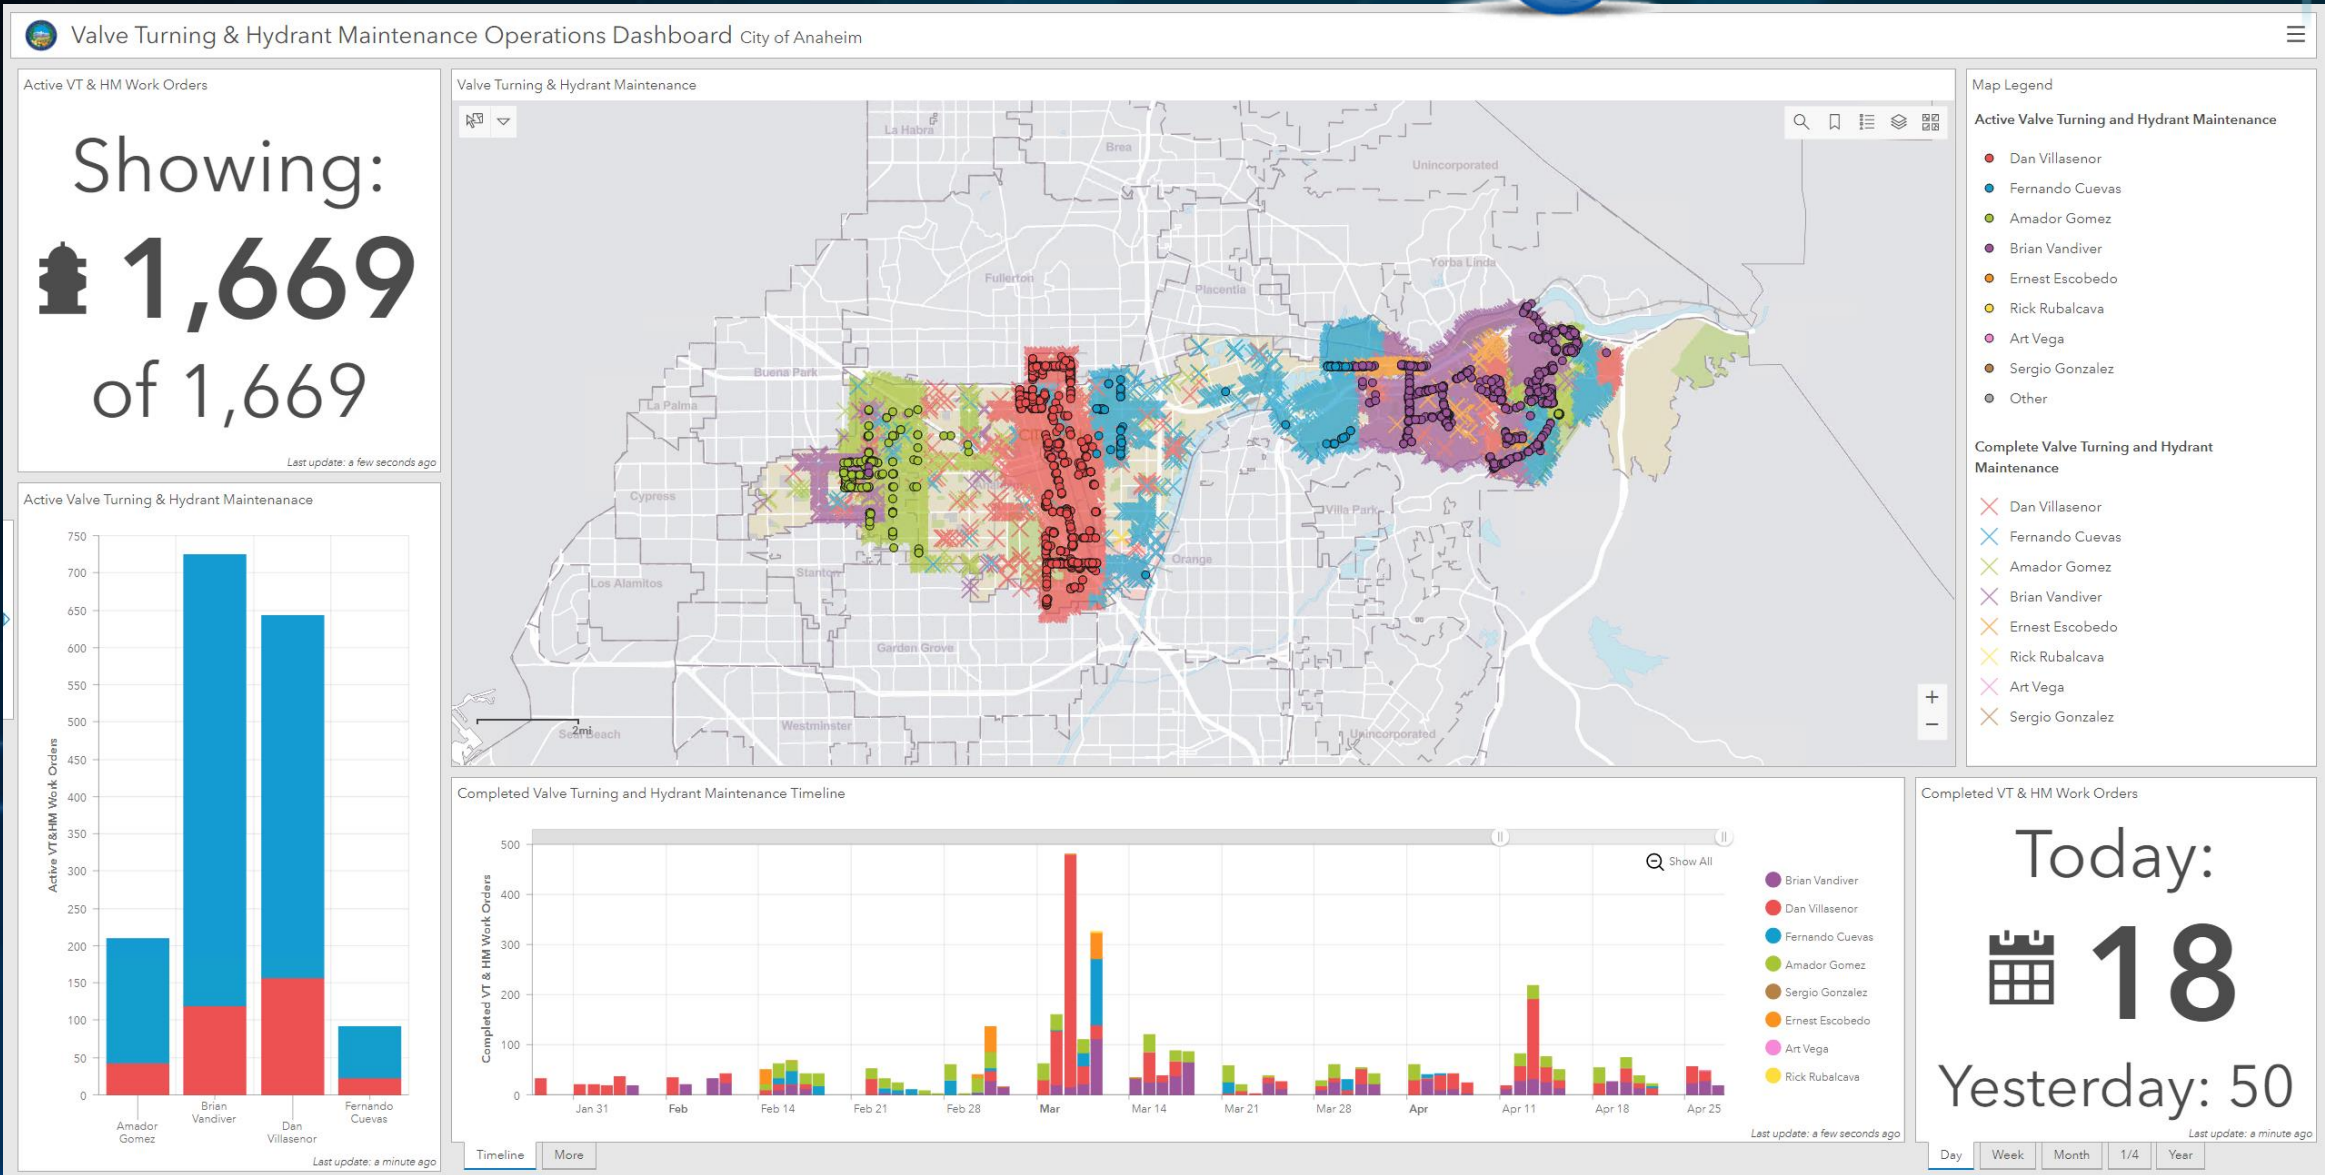 Valve Turning & Hydrant Maintenance Operations Dashboard City of Anaheim
Active VT & HM Work Orders
Showing:
1,669
of 1,669
Last update: a few seconds ago
Active Valve Turning & Hydrant Maintenanace
Active VT&HM Work Orders
750
700
650
600
550
500
450
400
350
300
250
200
150
100
50
0
Amador
Gomez
Brian
Vandiver
Dan
Villasenor
Fernando
Cuevas
Last update: a minute ago
Valve Turning & Hydrant Maintenance
La Habra
Brea
Unincorporated
Fullerton
Placentia
Yorba Linda
Buena Park
La Palma
Cypress
Villa Park
Los Alamitos
Stanton
Orange
Garden Grove
Westminster
Seal Beach
Unincorporated
2mi
Map Legend
Active Valve Turning and Hydrant Maintenance
Dan Villasenor
Fernando Cuevas
Amador Gomez
Brian Vandiver
Ernest Escobedo
Rick Rubalcava
Art Vega
Sergio Gonzalez
Other
Complete Valve Turning and Hydrant
Maintenance
Dan Villasenor
Fernando Cuevas
Amador Gomez
Brian Vandiver
Ernest Escobedo
Rick Rubalcava
Art Vega
Sergio Gonzalez
Completed Valve Turning and Hydrant Maintenance Timeline
Completed VT & HM Work Orders
500
400
300
200
100
0
Jan 31
Feb
Feb 14
Feb 21
Feb 28
Mar
Mar 14
Mar 21
Mar 28
Apr
Apr 11
Apr 18
Apr 25
Show All
Brian Vandiver
Dan Villasenor
Fernando Cuevas
Amador Gomez
Sergio Gonzalez
Ernest Escobedo
Art Vega
Rick Rubalcava
Last update: a few seconds ago
Timeline
More
Completed VT & HM Work Orders
Today:
18
Yesterday: 50
Last update: a minute ago
Day
Week
Month
1/4
Year